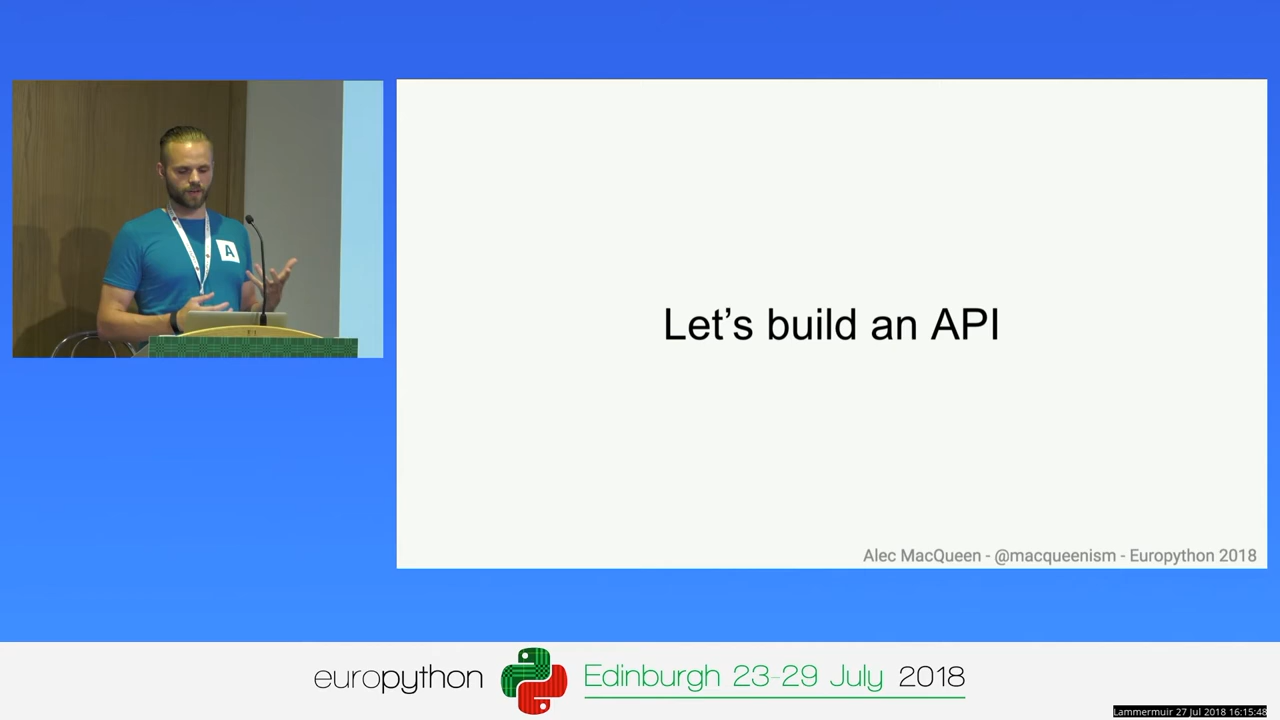 A
Let's build an API
Alec MacQueen - @macqueenism - Europython 2018
europython
Edinburgh 23-29 July 2018
Lammermuir 27 Jul 2018 16:15:48